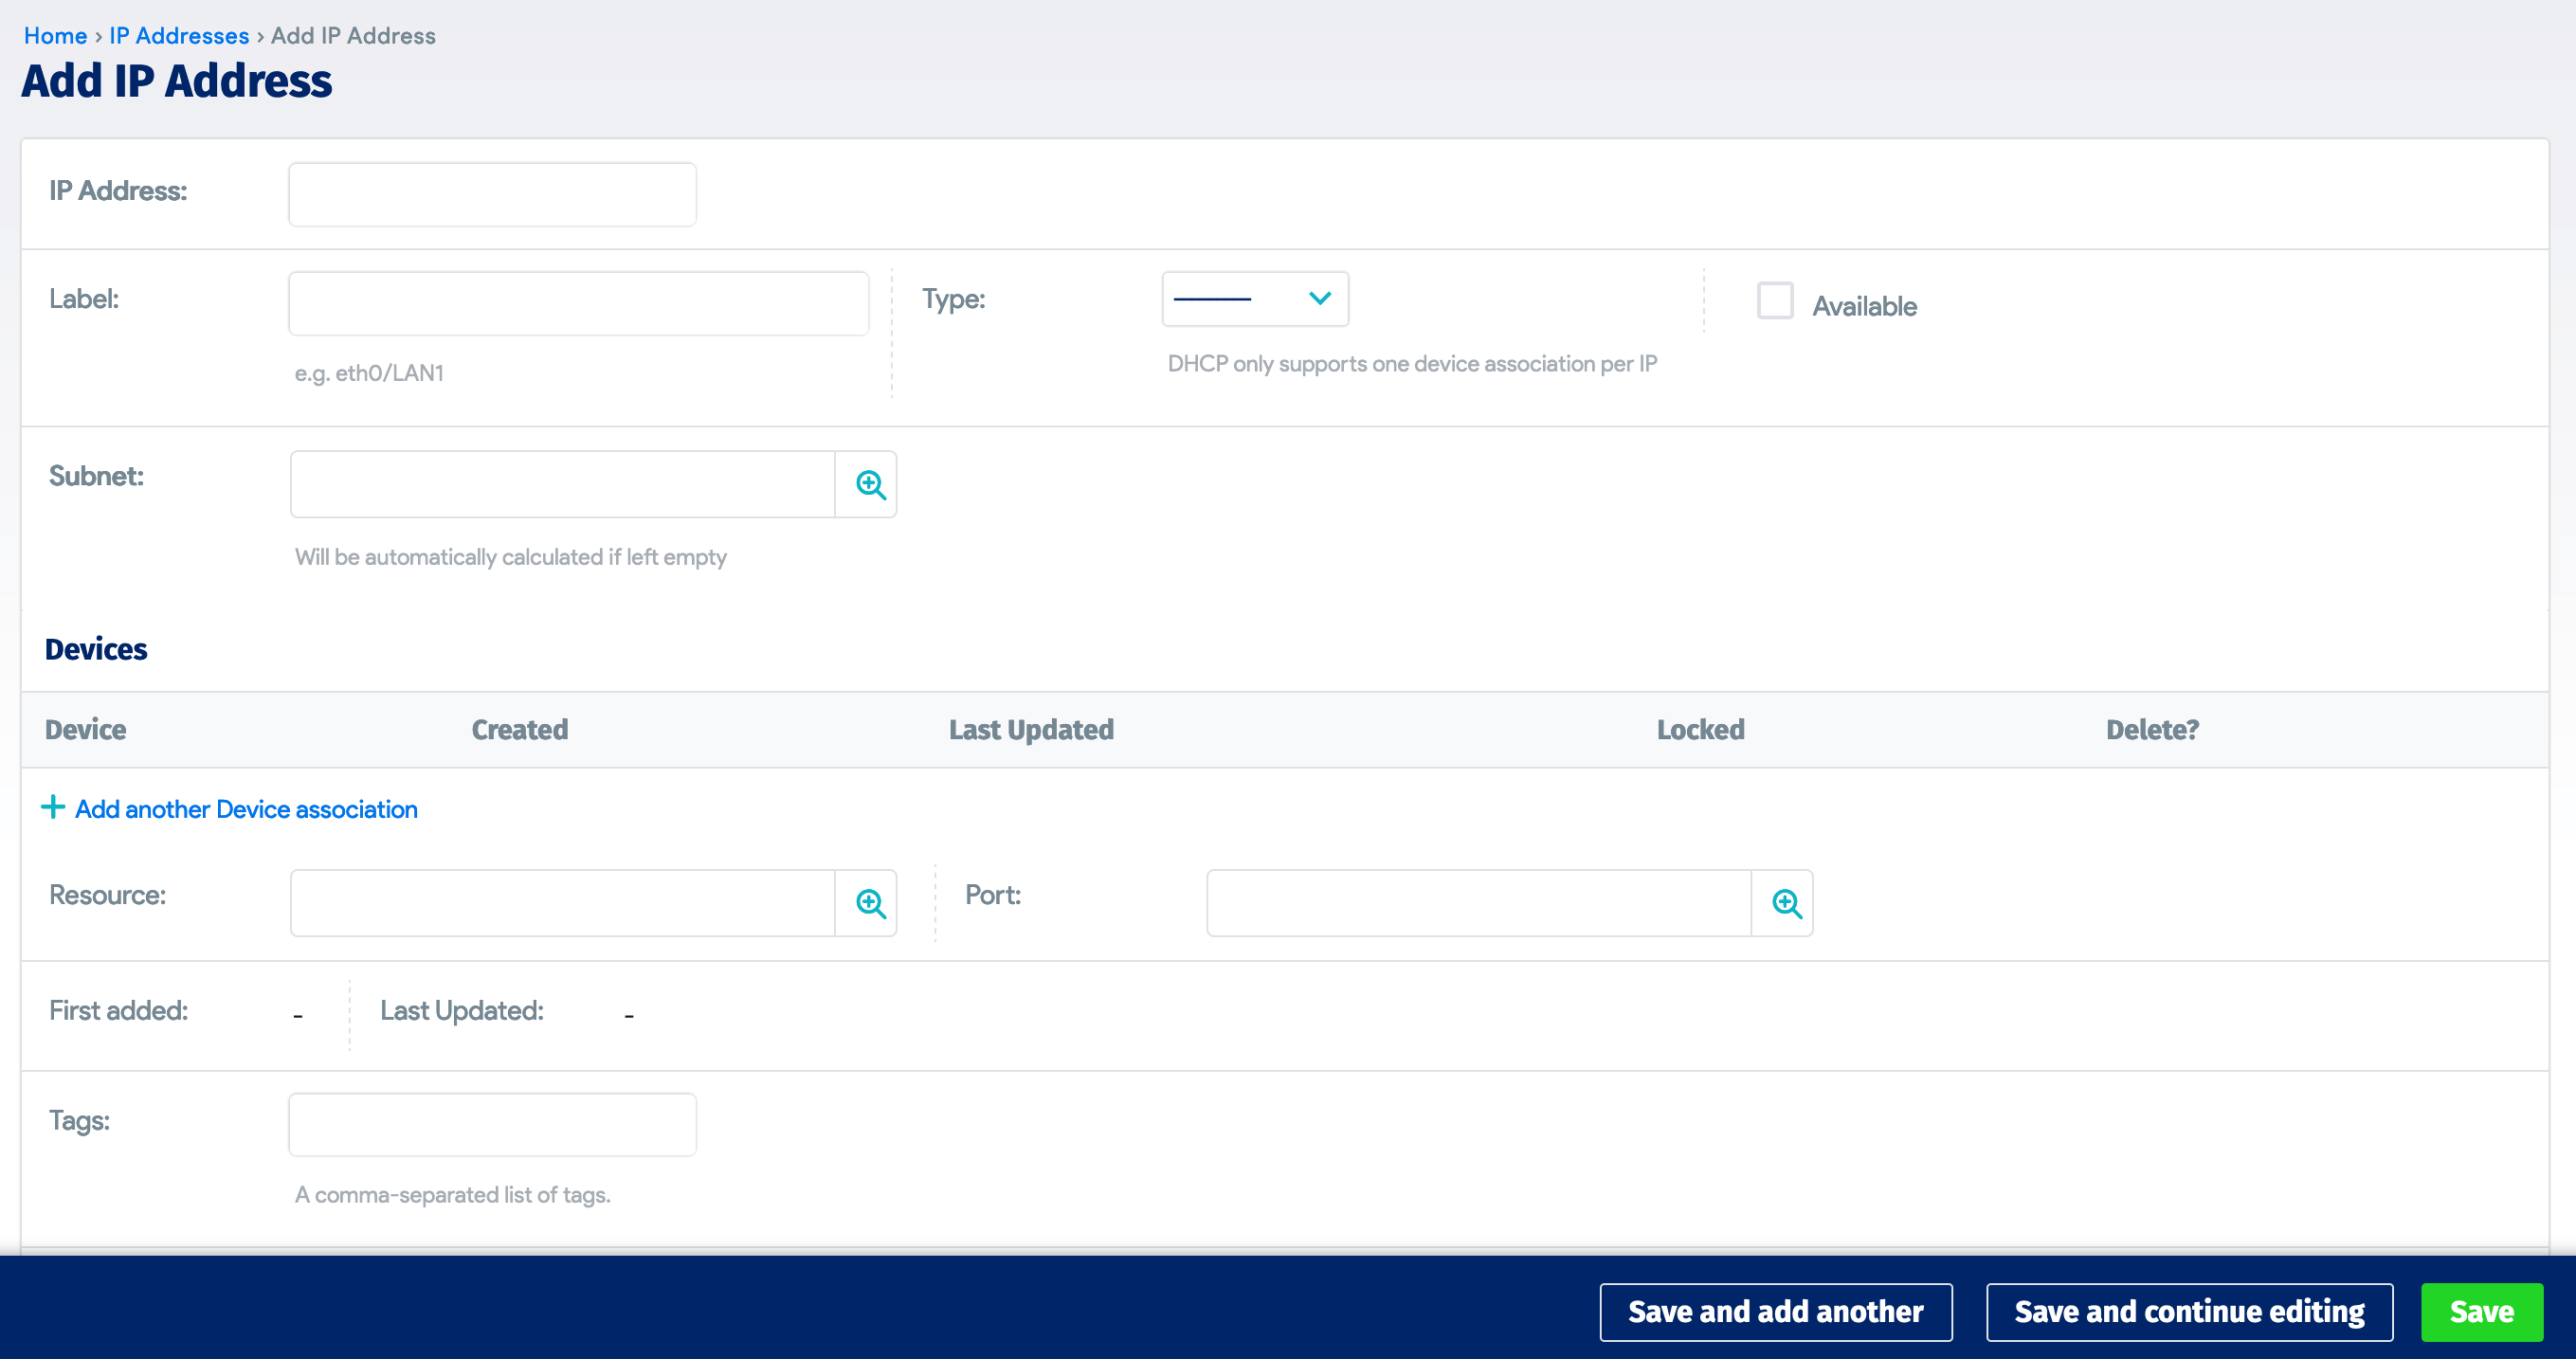 Home › IP Addresses › Add IP Address
Add IP Address
IP Address:
Label:
e.g. eth0/LAN1
Type:
DHCP only supports one device association per IP
Available
Subnet:
Will be automatically calculated if left empty
Devices
Device Created Last Updated Locked Delete?
Add another Device association
Resource: Port:
First added: - Last Updated: -
Tags:
A comma-separated list of tags.
Save and add another Save and continue editing Save